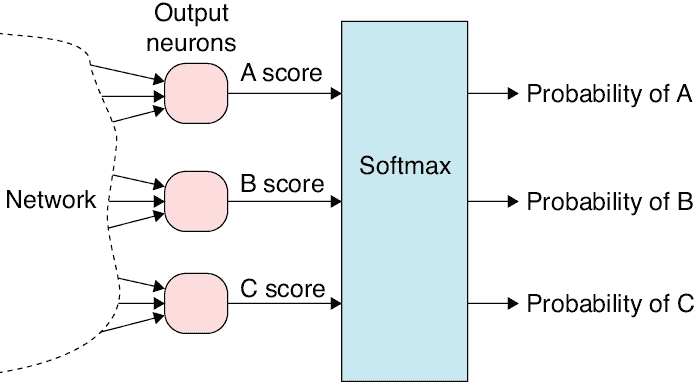 Output
neurons
A score
Probability of A
Softmax
B score
Network
Probability of B
C score
Probability of C